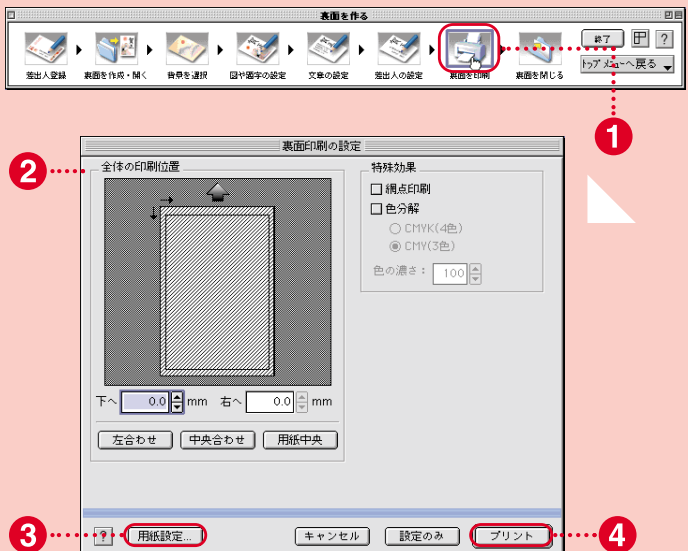 裏面を作る
差出人登録 裏面を作成・開く 背景を選択 図や題字の設定 文章の設定 差出人の設定 裏面を印刷 裏面を閉じる
終了 ?
トップメニューへ戻る
1
裏面印刷の設定
2
全体の印刷位置
下へ 0.0 mm 右へ 0.0 mm
左合わせ 中央合わせ 用紙中央
特殊効果
網点印刷
色分解
CMYK(4色)
CMY(3色)
色の濃さ： 100
3 ? 用紙設定... キャンセル 設定のみ プリント 4